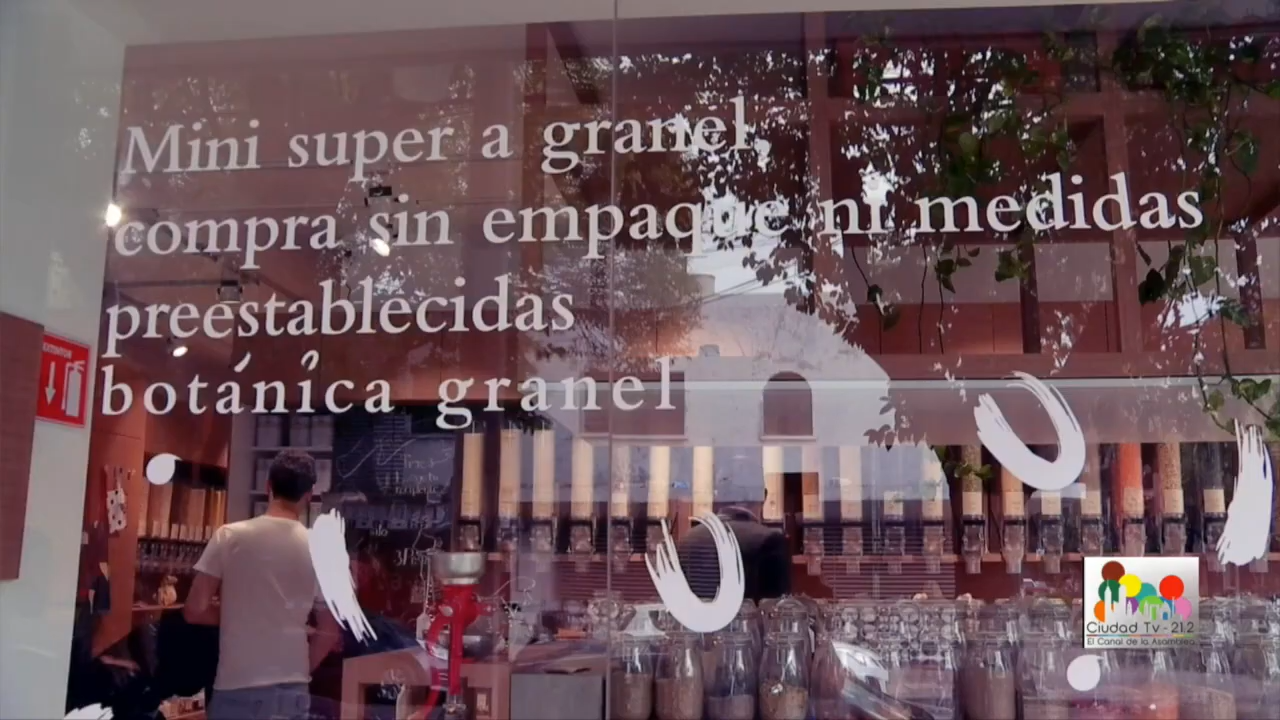 Mini super a granel,
compra sin empaque ni medidas
preestablecidas
botánica granel
EXTINTOR
Ciudad Tv - 21.2
El Canal de la Asamblea